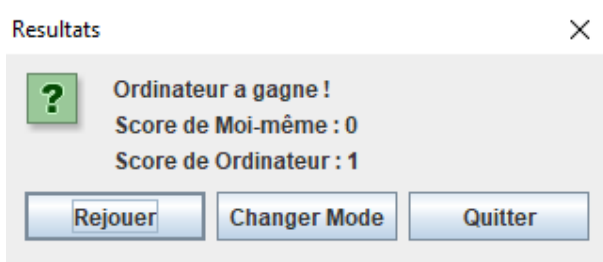 Resultats
Ordinateur a gagne !
Score de Moi-même : 0
Score de Ordinateur : 1
Rejouer Changer Mode Quitter